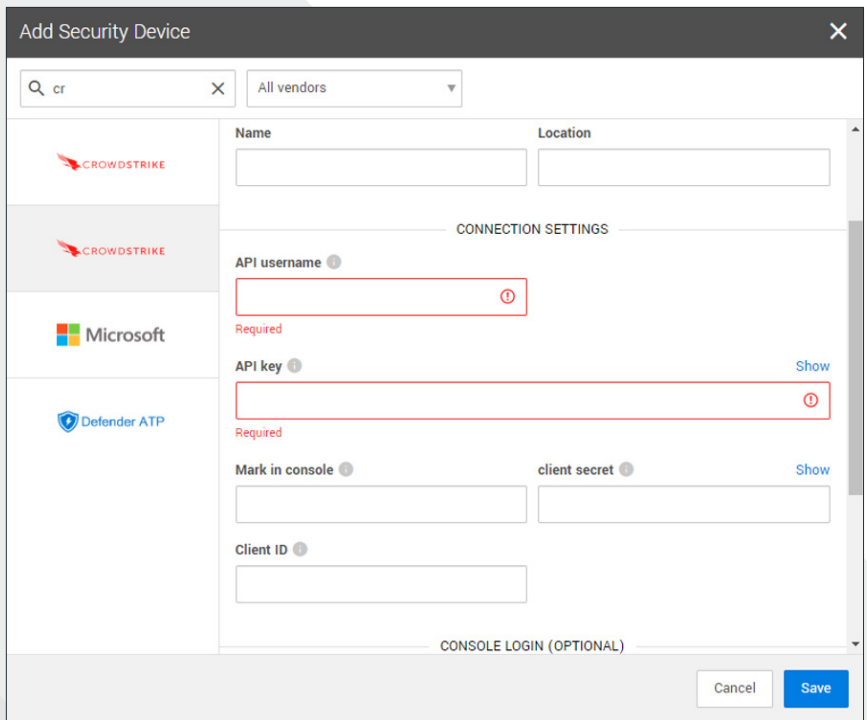 Add Security Device
cr
All vendors
CROWDSTRIKE
CROWDSTRIKE
Microsoft
Defender ATP
Name Location
CONNECTION SETTINGS
API username
Required
API key Show
Required
Mark in console client secret Show
Client ID
CONSOLE LOGIN (OPTIONAL)
Cancel Save